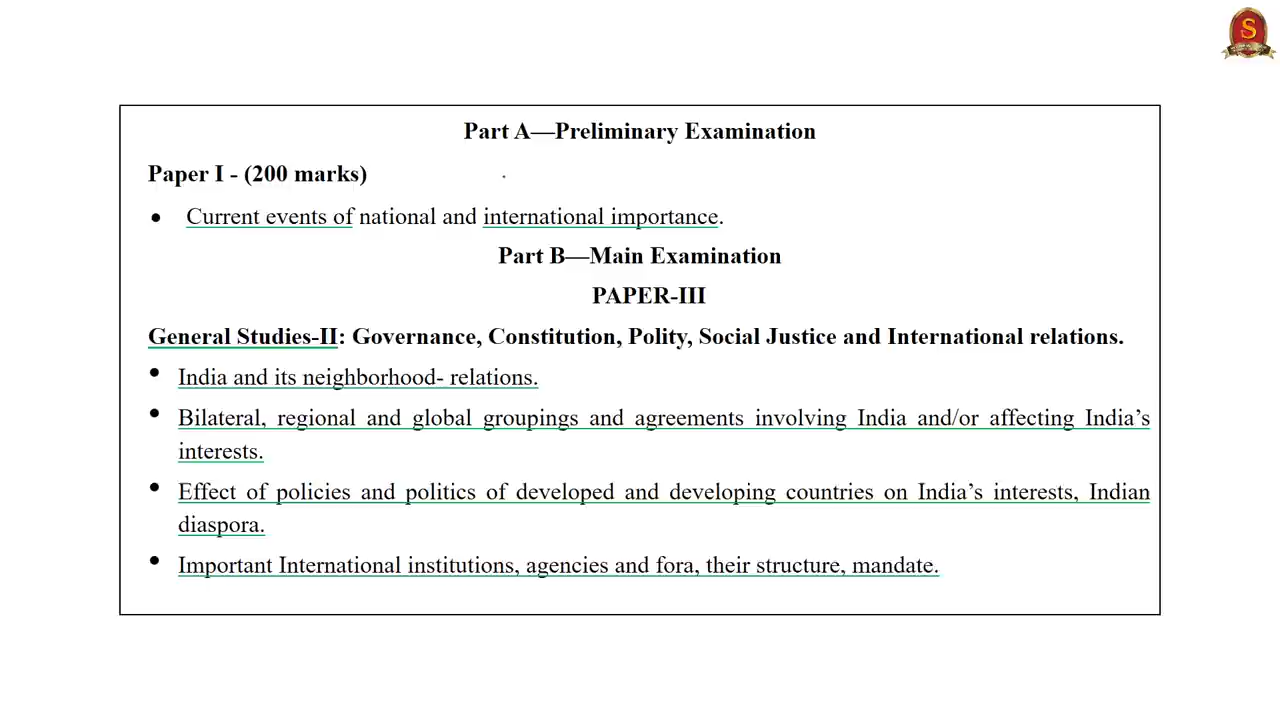 S
Part A—Preliminary Examination
Paper I - (200 marks)
• Current events of national and international importance.
Part B—Main Examination
PAPER-III
General Studies-II: Governance, Constitution, Polity, Social Justice and International relations.
• India and its neighborhood- relations.
• Bilateral, regional and global groupings and agreements involving India and/or affecting India’s
interests.
• Effect of policies and politics of developed and developing countries on India’s interests, Indian
diaspora.
• Important International institutions, agencies and fora, their structure, mandate.